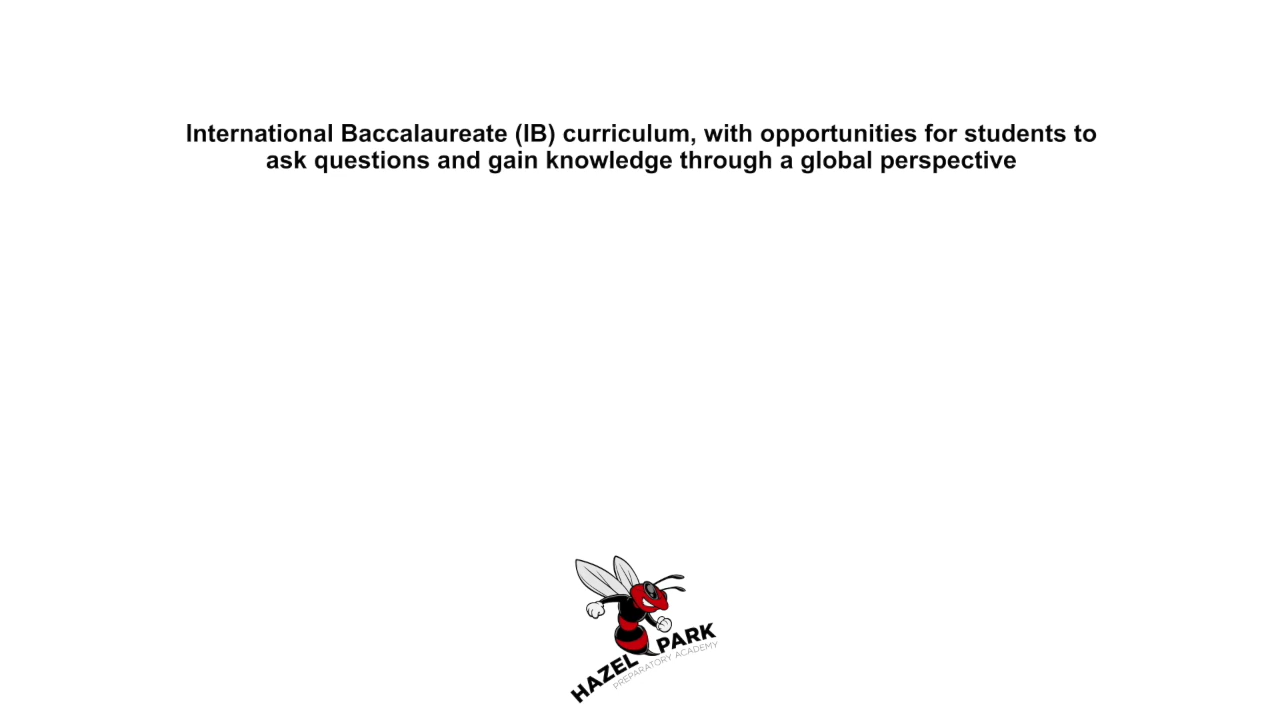 International Baccalaureate (IB) curriculum, with opportunities for students to
ask questions and gain knowledge through a global perspective
HAZEL PARK
PREPARATORY ACADEMY